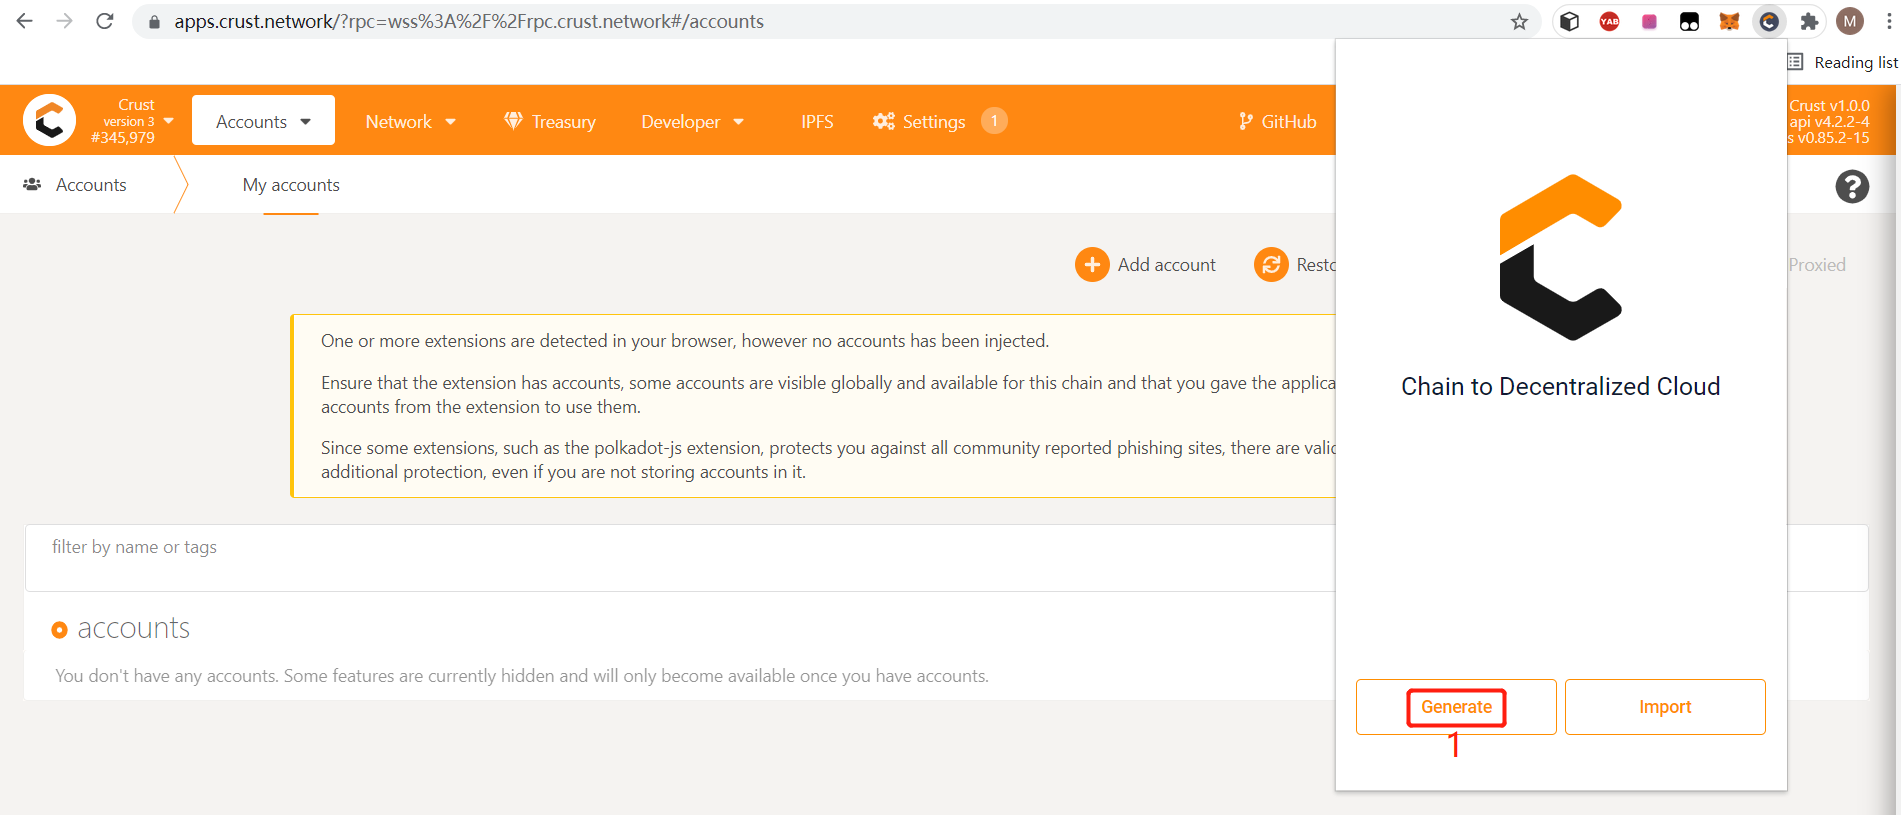 apps.crust.network/?rpc=wss%3A%2F%2Frpc.crust.network#/accounts
YAB
M
Reading list
Crust
version 3
#345,979
Accounts
Network
Treasury
Developer
IPFS
Settings
1
GitHub
Crust v1.0.0
api v4.2.2-4
s v0.85.2-15
Accounts
My accounts
Add account
Resto
Proxied
One or more extensions are detected in your browser, however no accounts has been injected.
Ensure that the extension has accounts, some accounts are visible globally and available for this chain and that you gave the applica
accounts from the extension to use them.
Since some extensions, such as the polkadot-js extension, protects you against all community reported phishing sites, there are valid
additional protection, even if you are not storing accounts in it.
filter by name or tags
accounts
You don't have any accounts. Some features are currently hidden and will only become available once you have accounts.
Chain to Decentralized Cloud
Generate
Import
1